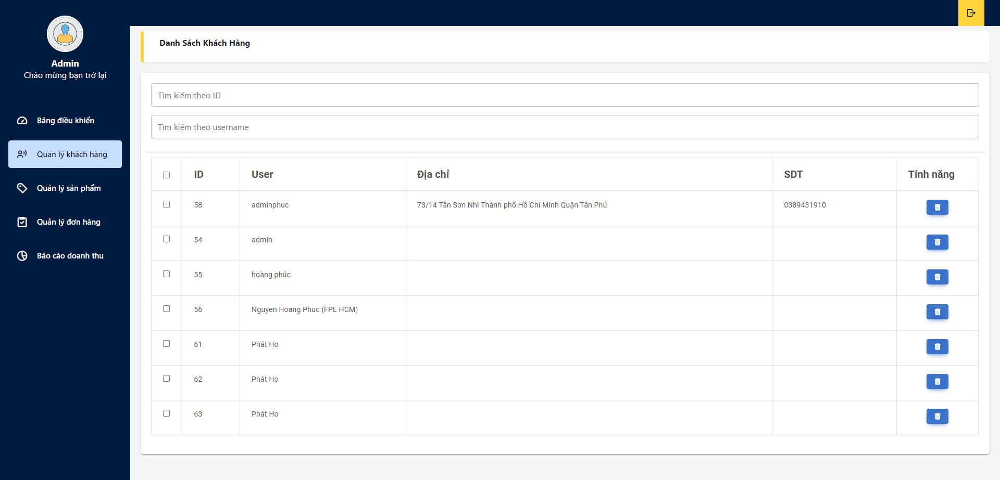 Admin
Chào mừng bạn trở lại
Bảng điều khiển
Quản lý khách hàng
Quản lý sản phẩm
Quản lý đơn hàng
Báo cáo doanh thu
Danh Sách Khách Hàng
Tìm kiếm theo ID
Tìm kiếm theo username
ID User Địa chỉ SDT Tính năng
58 adminphuc 73/14 Tân Sơn Nhì Thành phố Hồ Chí Minh Quận Tân Phú 0389431910
54 admin
55 hoàng phúc
56 Nguyen Hoang Phuc (FPL HCM)
61 Phát Ho
62 Phát Ho
63 Phát Ho